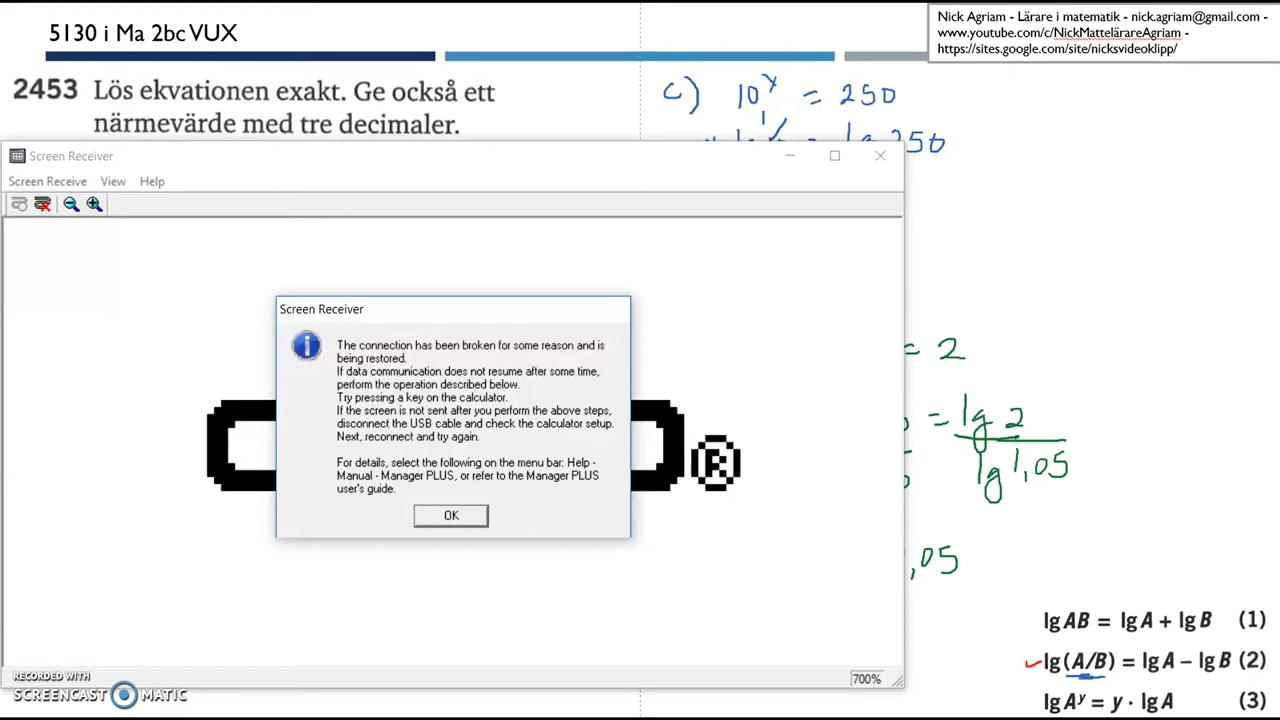 5130 i Ma 2bc VUX
Nick Agriam - Lärare i matematik - nick.agriam@gmail.com -
www.youtube.com/c/NickMattelärareAgriam -
https://sites.google.com/site/nicksvideoklipp/
2453 Lös ekvationen exakt. Ge också ett
närmevärde med tre decimaler.
c) 10^x = 250
= lg 250
Screen Receiver
Screen Receive View Help
Screen Receiver
The connection has been broken for some reason and is
being restored.
If data communication does not resume after some time,
perform the operation described below.
Try pressing a key on the calculator.
If the screen is not sent after you perform the above steps,
disconnect the USB cable and check the calculator setup.
Next, reconnect and try again.
For details, select the following on the menu bar: Help -
Manual - Manager PLUS, or refer to the Manager PLUS
user's guide.
OK
®
= 2
= lg 2
lg 1,05
,05
lg AB = lg A + lg B (1)
lg (A/B) = lg A – lg B (2)
lg A^y = y · lg A (3)
700%
RECORDED WITH
SCREENCAST MATIC